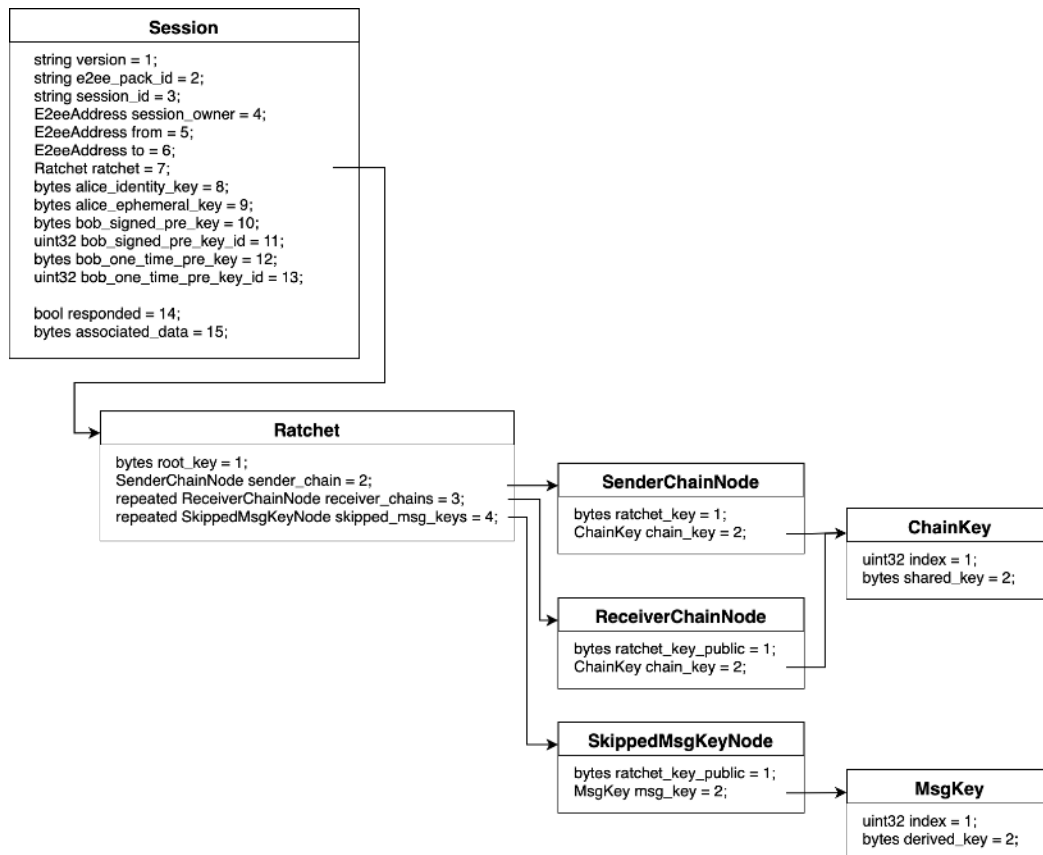 Session
string version = 1;
string e2ee_pack_id = 2;
string session_id = 3;
E2eeAddress session_owner = 4;
E2eeAddress from = 5;
E2eeAddress to = 6;
Ratchet ratchet = 7;
bytes alice_identity_key = 8;
bytes alice_ephemeral_key = 9;
bytes bob_signed_pre_key = 10;
uint32 bob_signed_pre_key_id = 11;
bytes bob_one_time_pre_key = 12;
uint32 bob_one_time_pre_key_id = 13;
bool responded = 14;
bytes associated_data = 15;
Ratchet
bytes root_key = 1;
SenderChainNode sender_chain = 2;
repeated ReceiverChainNode receiver_chains = 3;
repeated SkippedMsgKeyNode skipped_msg_keys = 4;
SenderChainNode
bytes ratchet_key = 1;
ChainKey chain_key = 2;
ChainKey
uint32 index = 1;
bytes shared_key = 2;
ReceiverChainNode
bytes ratchet_key_public = 1;
ChainKey chain_key = 2;
SkippedMsgKeyNode
bytes ratchet_key_public = 1;
MsgKey msg_key = 2;
MsgKey
uint32 index = 1;
bytes derived_key = 2;